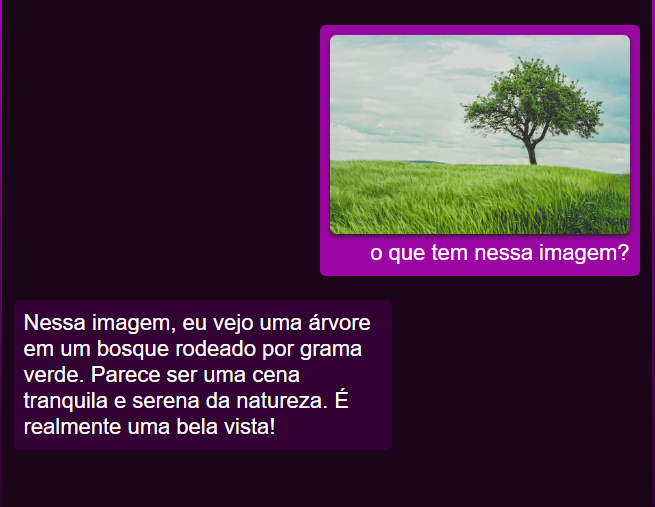 o que tem nessa imagem?
Nessa imagem, eu vejo uma árvore
em um bosque rodeado por grama
verde. Parece ser uma cena
tranquila e serena da natureza. É
realmente uma bela vista!